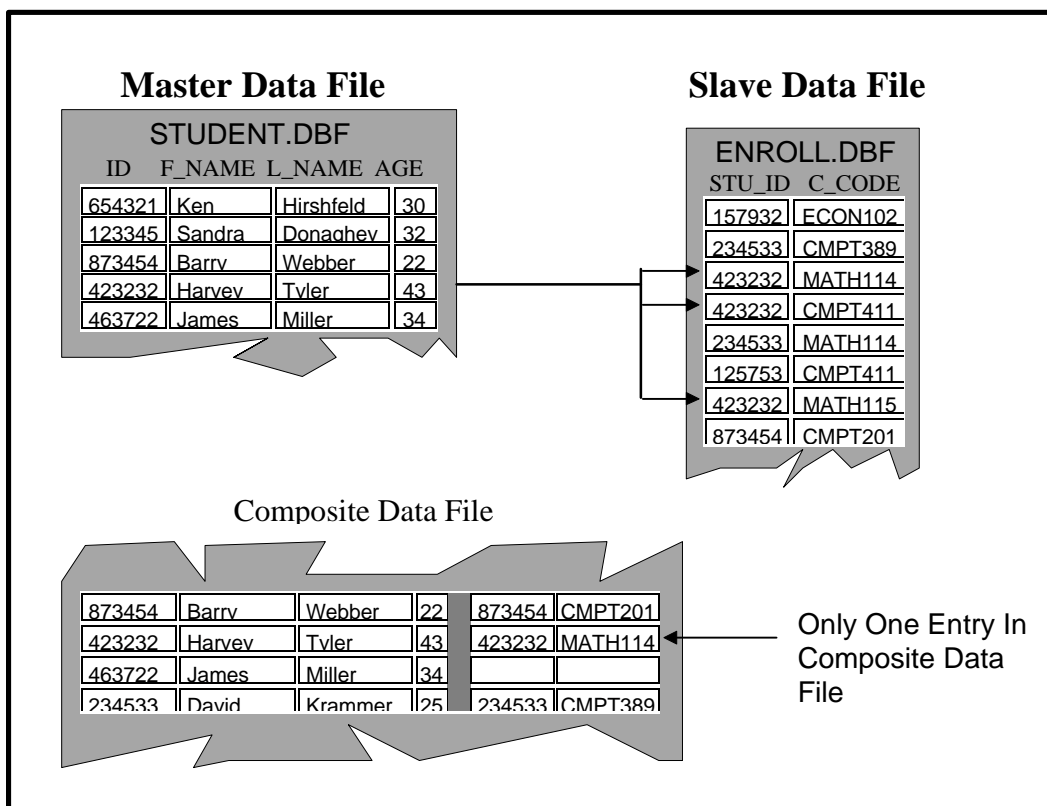 Master Data File
STUDENT.DBF
ID F_NAME L_NAME AGE
654321 Ken Hirshfeld 30
123345 Sandra Donaghey 32
873454 Barry Webber 22
423232 Harvey Tyler 43
463722 James Miller 34
Slave Data File
ENROLL.DBF
STU_ID C_CODE
157932 ECON102
234533 CMPT389
423232 MATH114
423232 CMPT411
234533 MATH114
125753 CMPT411
423232 MATH115
873454 CMPT201
Composite Data File
873454 Barry Webber 22 873454 CMPT201
423232 Harvey Tyler 43 423232 MATH114
463722 James Miller 34
234533 David Krammer 25 234533 CMPT389
Only One Entry In
Composite Data
File